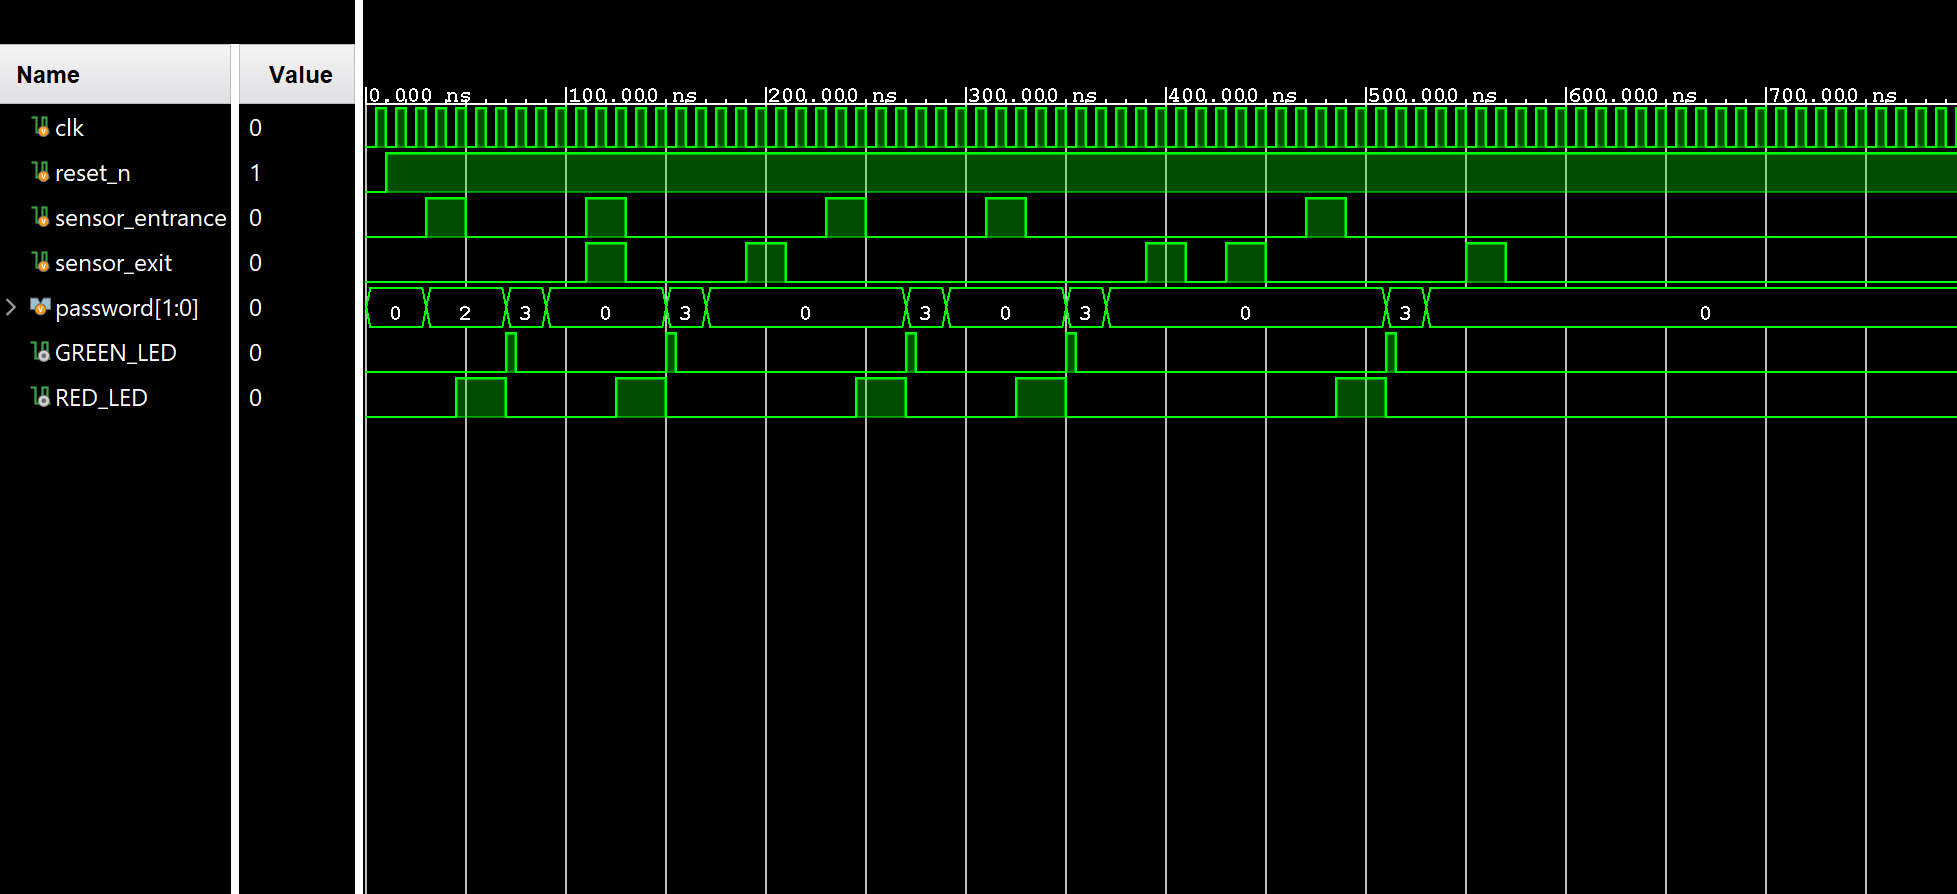 Name Value
0.000 ns 100.000 ns 200.000 ns 300.000 ns 400.000 ns 500.000 ns 600.000 ns 700.000 ns
clk 0
reset_n 1
sensor_entrance 0
sensor_exit 0
password[1:0] 0 0 2 3 0 3 0 3 0 3 0 3 0
GREEN_LED 0
RED_LED 0